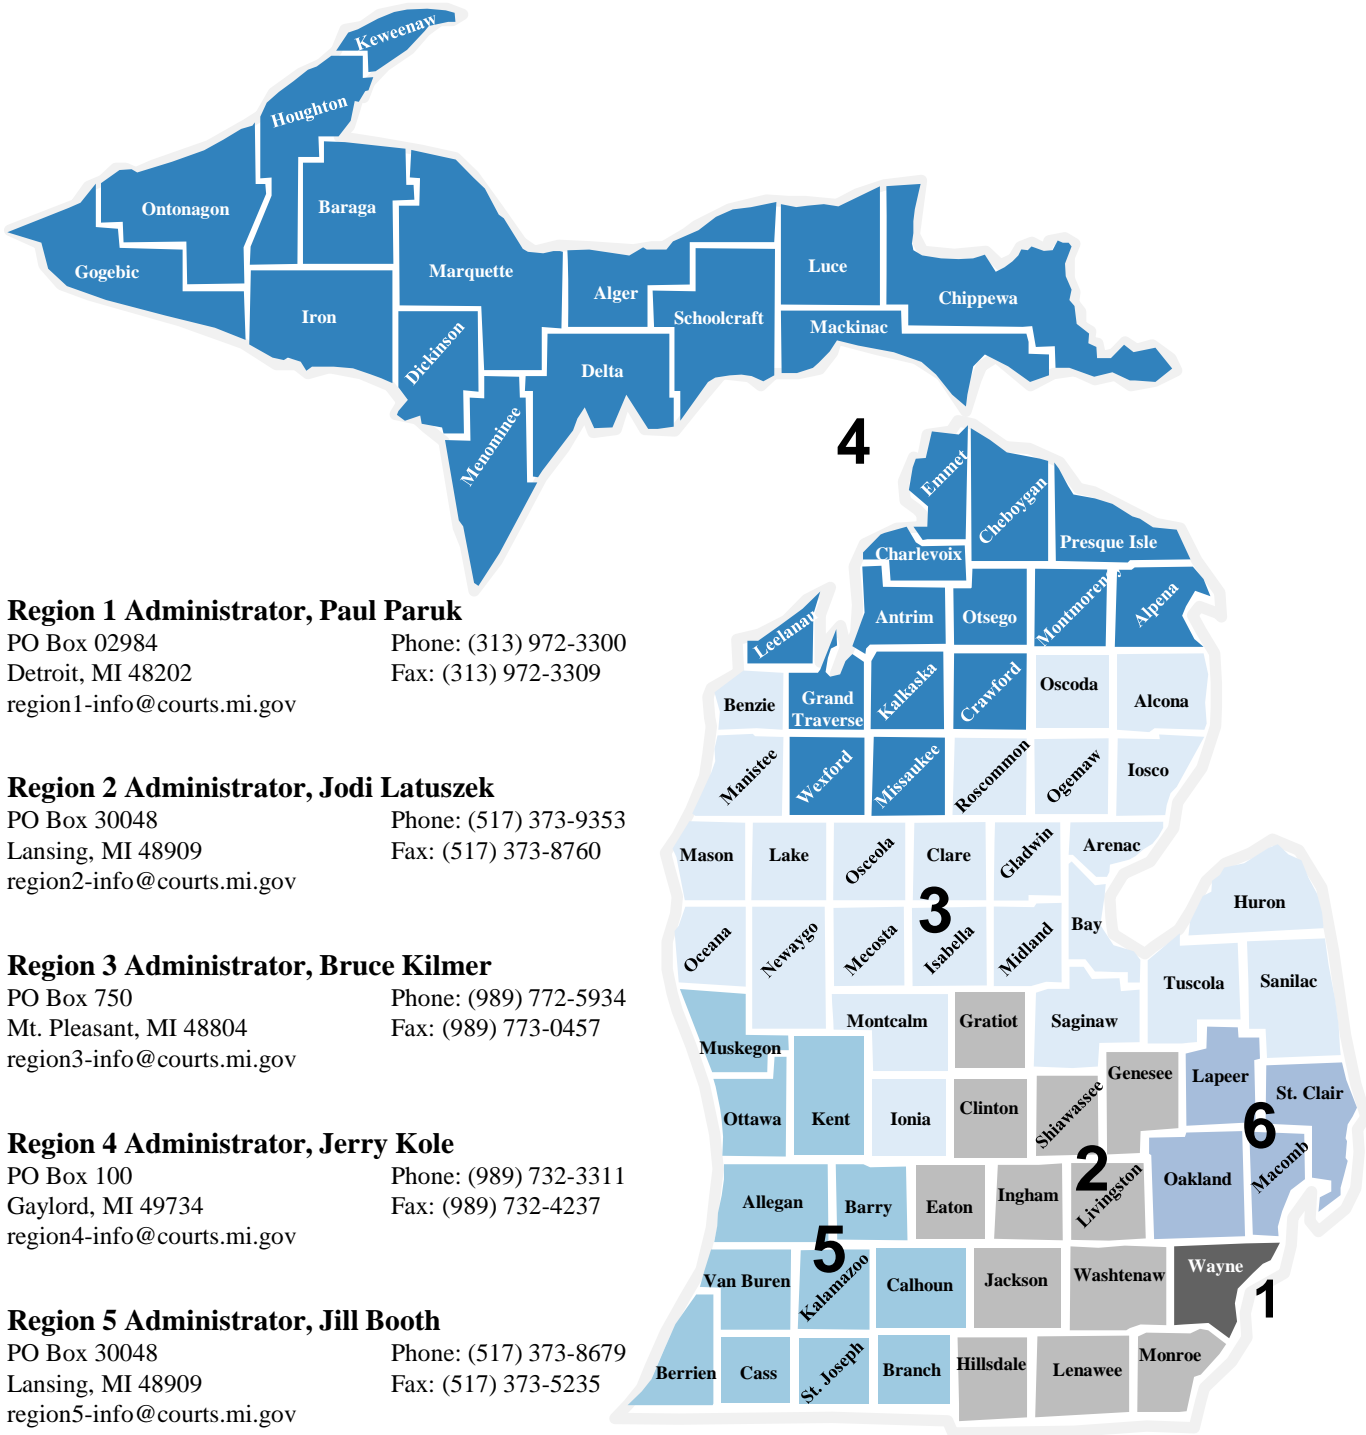 Keweenaw
Houghton
Ontonagon
Baraga
Gogebic
Marquette
Iron
Alger
Luce
Schoolcraft
Chippewa
Mackinac
Dickinson
Delta
Menominee
4
Emmet
Cheboygan
Presque Isle
Charlevoix
Antrim
Otsego
Montmorency
Alpena
Leelanau
Benzie
Grand
Traverse
Kalkaska
Crawford
Oscoda
Alcona
Manistee
Wexford
Missaukee
Roscommon
Ogemaw
Iosco
Mason
Lake
Osceola
Clare
Gladwin
Arenac
3
Huron
Oceana
Newaygo
Mecosta
Isabella
Midland
Bay
Tuscola
Sanilac
Muskegon
Montcalm
Gratiot
Saginaw
Genesee
Lapeer
St. Clair
Ottawa
Kent
Ionia
Clinton
Shiawassee
6
2
Allegan
Barry
Eaton
Ingham
Livingston
Oakland
Macomb
5
Van Buren
Kalamazoo
Calhoun
Jackson
Washtenaw
Wayne
1
Berrien
Cass
St. Joseph
Branch
Hillsdale
Lenawee
Monroe
Region 1 Administrator, Paul Paruk
PO Box 02984 Phone: (313) 972-3300
Detroit, MI 48202 Fax: (313) 972-3309
region1-info@courts.mi.gov
Region 2 Administrator, Jodi Latuszek
PO Box 30048 Phone: (517) 373-9353
Lansing, MI 48909 Fax: (517) 373-8760
region2-info@courts.mi.gov
Region 3 Administrator, Bruce Kilmer
PO Box 750 Phone: (989) 772-5934
Mt. Pleasant, MI 48804 Fax: (989) 773-0457
region3-info@courts.mi.gov
Region 4 Administrator, Jerry Kole
PO Box 100 Phone: (989) 732-3311
Gaylord, MI 49734 Fax: (989) 732-4237
region4-info@courts.mi.gov
Region 5 Administrator, Jill Booth
PO Box 30048 Phone: (517) 373-8679
Lansing, MI 48909 Fax: (517) 373-5235
region5-info@courts.mi.gov